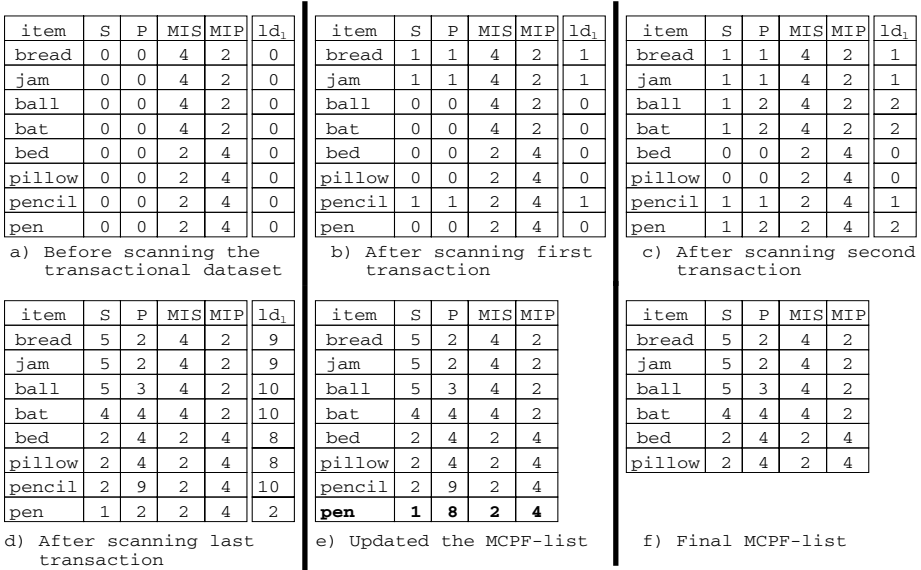 item S P MIS MIP ld1
bread 0 0 4 2 0
jam 0 0 4 2 0
ball 0 0 4 2 0
bat 0 0 4 2 0
bed 0 0 2 4 0
pillow 0 0 2 4 0
pencil 0 0 2 4 0
pen 0 0 2 4 0
a) Before scanning the
transactional dataset
item S P MIS MIP ld1
bread 1 1 4 2 1
jam 1 1 4 2 1
ball 0 0 4 2 0
bat 0 0 4 2 0
bed 0 0 2 4 0
pillow 0 0 2 4 0
pencil 1 1 2 4 1
pen 0 0 2 4 0
b) After scanning first
transaction
item S P MIS MIP ld1
bread 1 1 4 2 1
jam 1 1 4 2 1
ball 1 2 4 2 2
bat 1 2 4 2 2
bed 0 0 2 4 0
pillow 0 0 2 4 0
pencil 1 1 2 4 1
pen 1 2 2 4 2
c) After scanning second
transaction
item S P MIS MIP ld1
bread 5 2 4 2 9
jam 5 2 4 2 9
ball 5 3 4 2 10
bat 4 4 4 2 10
bed 2 4 2 4 8
pillow 2 4 2 4 8
pencil 2 9 2 4 10
pen 1 2 2 4 2
d) After scanning last
transaction
item S P MIS MIP
bread 5 2 4 2
jam 5 2 4 2
ball 5 3 4 2
bat 4 4 4 2
bed 2 4 2 4
pillow 2 4 2 4
pencil 2 9 2 4
pen 1 8 2 4
e) Updated the MCPF-list
item S P MIS MIP
bread 5 2 4 2
jam 5 2 4 2
ball 5 3 4 2
bat 4 4 4 2
bed 2 4 2 4
pillow 2 4 2 4
f) Final MCPF-list